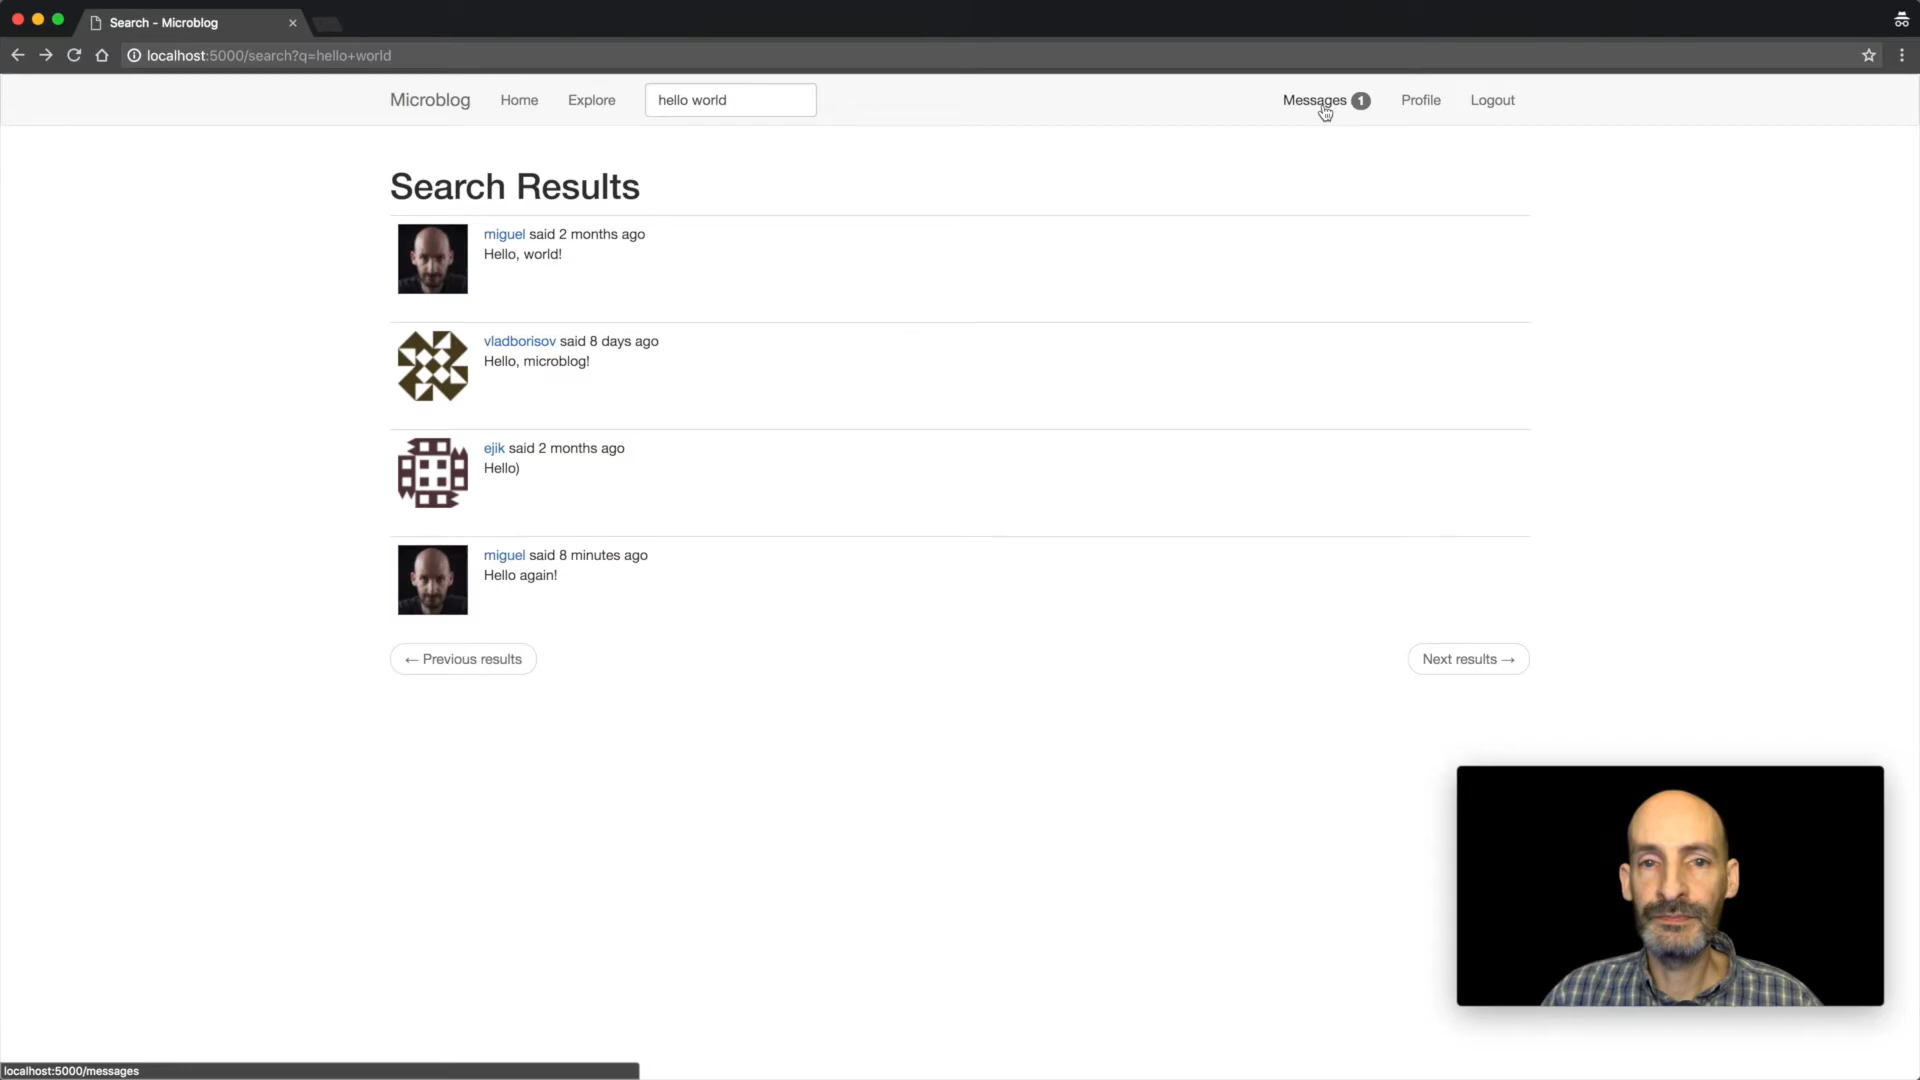 Search - Microblog
localhost:5000/search?q=hello+world
Microblog Home Explore hello world Messages 1 Profile Logout
Search Results
miguel said 2 months ago
Hello, world!
vladborisov said 8 days ago
Hello, microblog!
ejik said 2 months ago
Hello)
miguel said 8 minutes ago
Hello again!
← Previous results Next results →
localhost:5000/messages